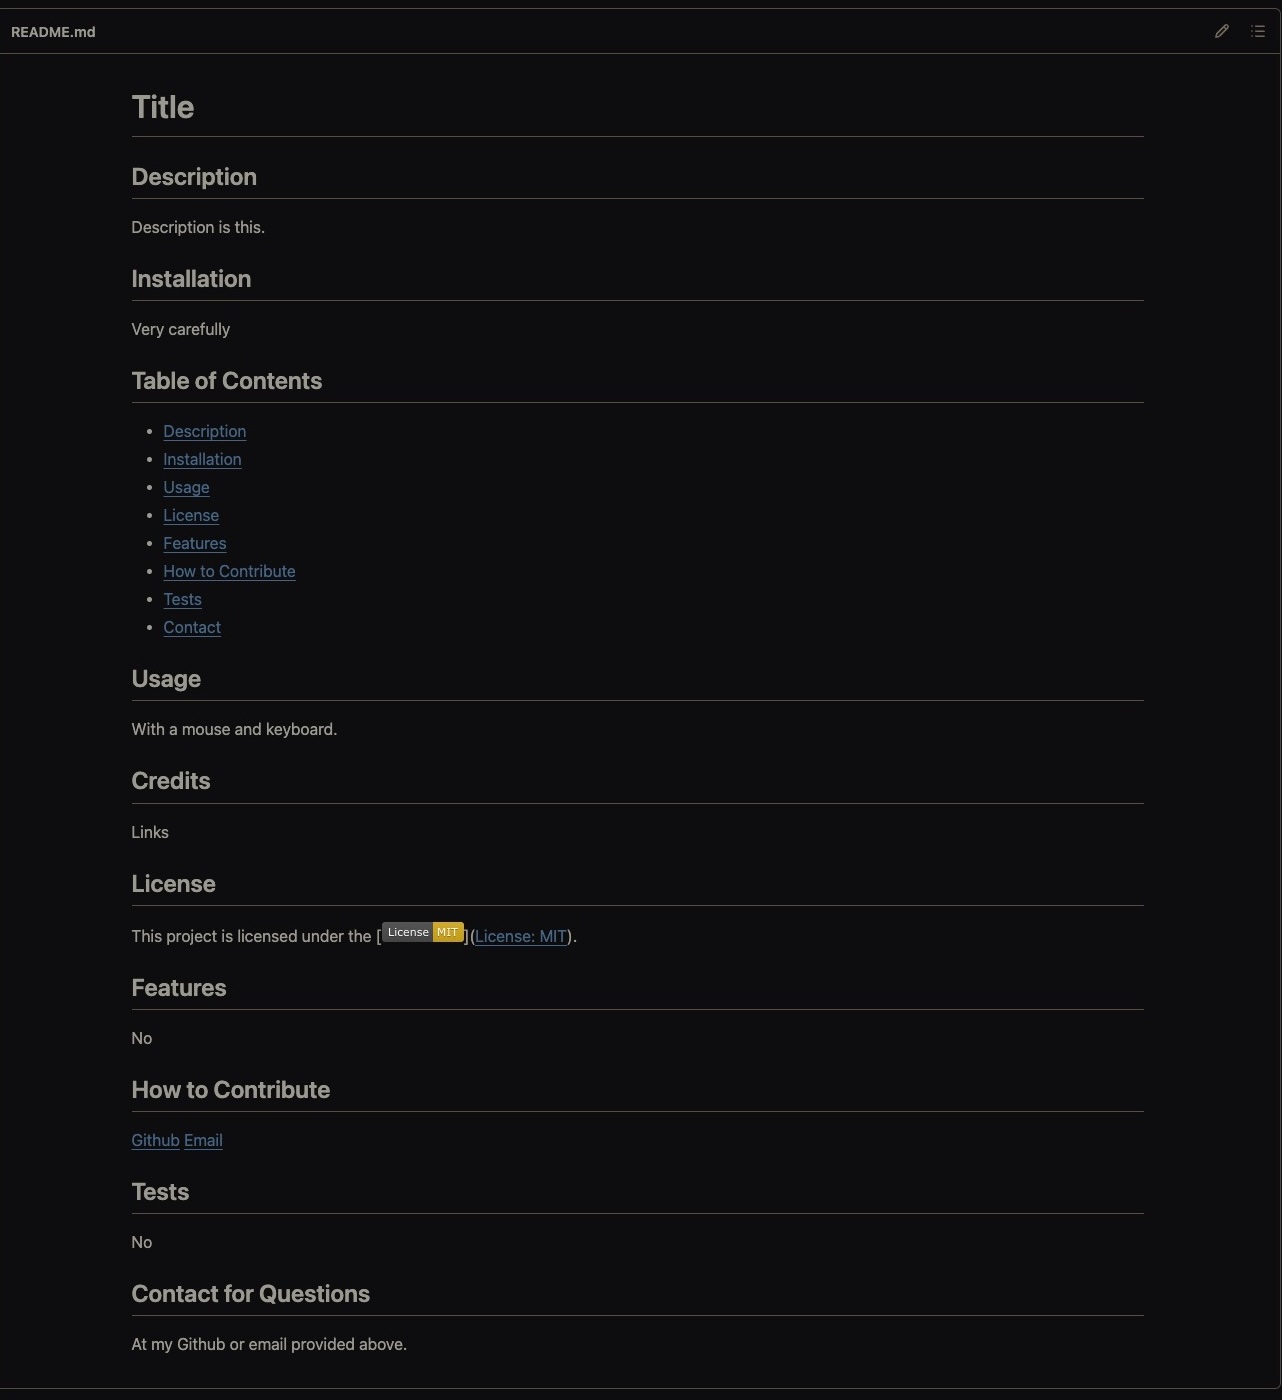 README.md
Title
Description
Description is this.
Installation
Very carefully
Table of Contents
• Description
• Installation
• Usage
• License
• Features
• How to Contribute
• Tests
• Contact
Usage
With a mouse and keyboard.
Credits
Links
License
This project is licensed under the [License MIT](License: MIT).
Features
No
How to Contribute
Github Email
Tests
No
Contact for Questions
At my Github or email provided above.